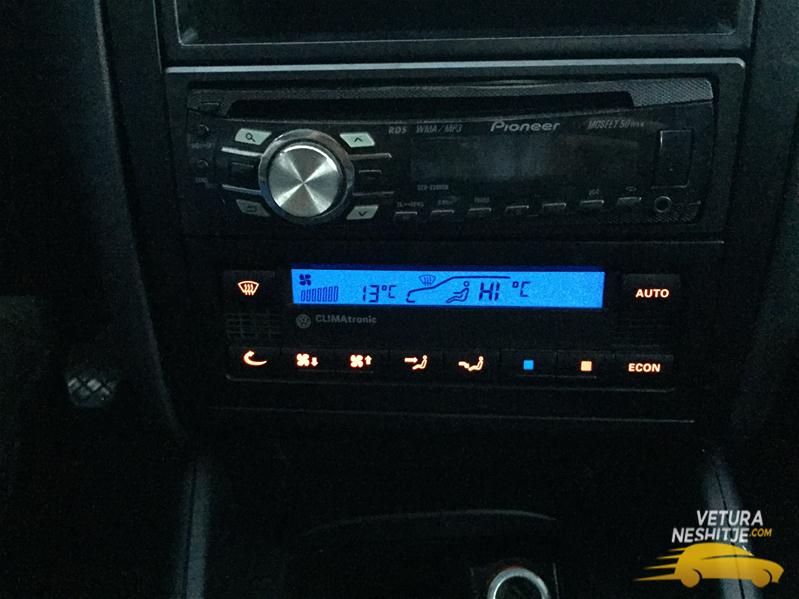 RDS WMA/MP3 Pioneer MOSFET 50Wx4
13°C HI °C
AUTO
CLIMAtronic
ECON
VETURA
NESHITJE.COM